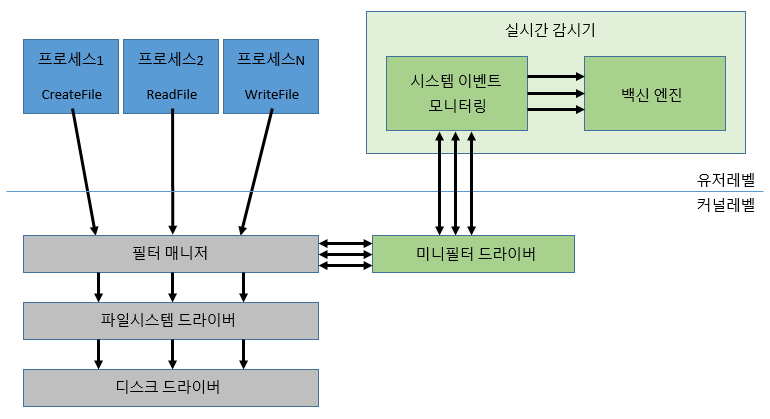 프로세스1
CreateFile
프로세스2
ReadFile
프로세스N
WriteFile
실시간 감시기
시스템 이벤트
모니터링
백신 엔진
유저레벨
커널레벨
필터 매니저
미니필터 드라이버
파일시스템 드라이버
디스크 드라이버